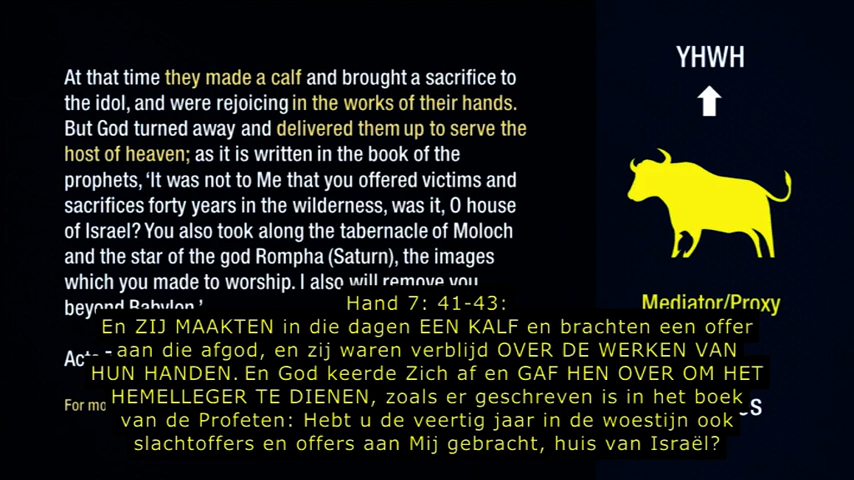 At that time they made a calf and brought a sacrifice to
the idol, and were rejoicing in the works of their hands.
But God turned away and delivered them up to serve the
host of heaven; as it is written in the book of the
prophets, ‘It was not to Me that you offered victims and
sacrifices forty years in the wilderness, was it, O house
of Israel? You also took along the tabernacle of Moloch
and the star of the god Rompha (Saturn), the images
which you made to worship. I also will remove you
beyond Babylon.’
For
YHWH
Mediator/Proxy
Hand 7: 41-43:
En ZIJ MAAKTEN in die dagen EEN KALF en brachten een offer
aan die afgod, en zij waren verblijd OVER DE WERKEN VAN
HUN HANDEN. En God keerde Zich af en GAF HEN OVER OM HET
HEMELLEGER TE DIENEN, zoals er geschreven is in het boek
van de Profeten: Hebt u de veertig jaar in de woestijn ook
slachtoffers en offers aan Mij gebracht, huis van Israël?